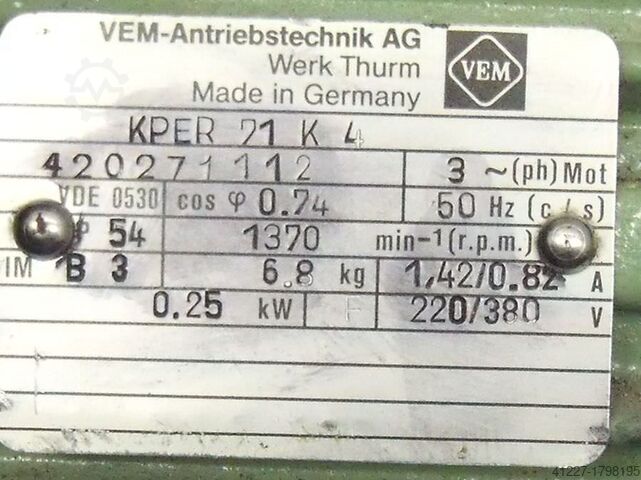 VEM-Antriebstechnik AG
Werk Thurm
Made in Germany
VEM
KPER 71 K 4
420271112 3 ~(ph) Mot
VDE 0530 cos φ 0.74 50 Hz (c/s)
54 1370 min-1(r.p.m.)
IM B 3 6.8 kg 1,42/0.82 A
0.25 kW F 220/380 V
41227-1798195